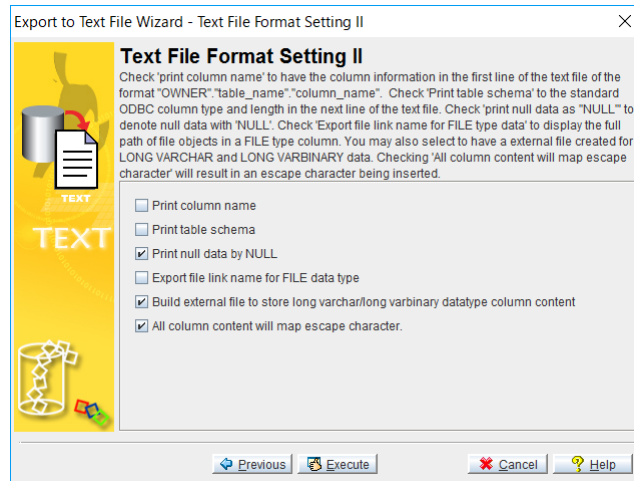 Export to Text File Wizard - Text File Format Setting II
Text File Format Setting II
Check 'print column name' to have the column information in the first line of the text file of the
format "OWNER"."table_name"."column_name".  Check 'Print table schema' to the standard
ODBC column type and length in the next line of the text file. Check 'print null data as "NULL"' to
denote null data with 'NULL'. Check 'Export file link name for FILE type data' to display the full
path of file objects in a FILE type column. You may also select to have a external file created for
LONG VARCHAR and LONG VARBINARY data. Checking 'All column content will map escape
character' will result in an escape character being inserted.
TEXT
TEXT
Print column name
Print table schema
Print null data by NULL
Export file link name for FILE data type
Build external file to store long varchar/long varbinary datatype column content
All column content will map escape character.
Previous
Execute
Cancel
Help